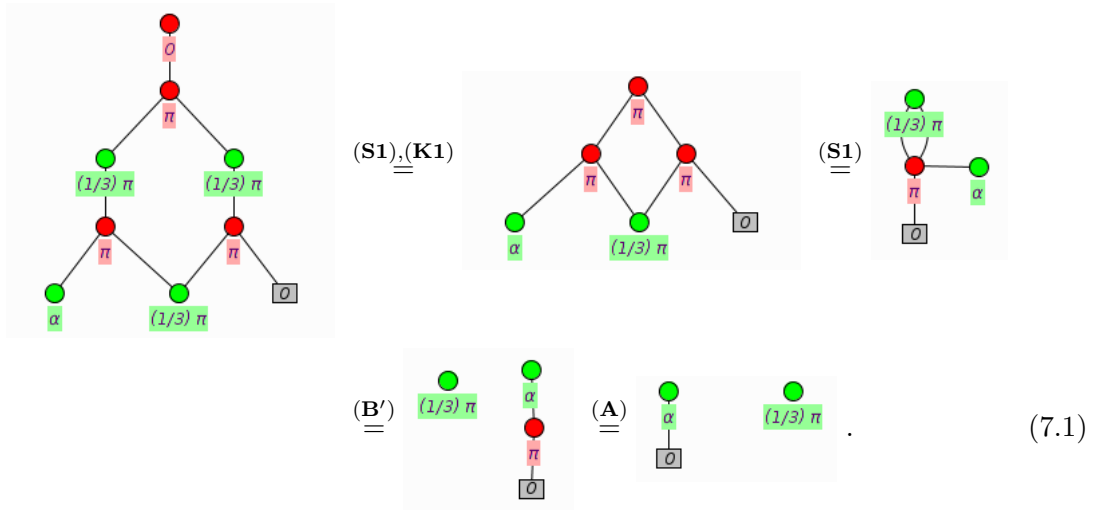 0
π
(1/3) π (1/3) π
π π
α (1/3) π 0
(S1),(K1)
=
π
π π
α (1/3) π 0
(S1)
=
(1/3) π
π α
0
(B′)
=
(1/3) π α
π
0
(A)
=
α (1/3) π
0
. (7.1)